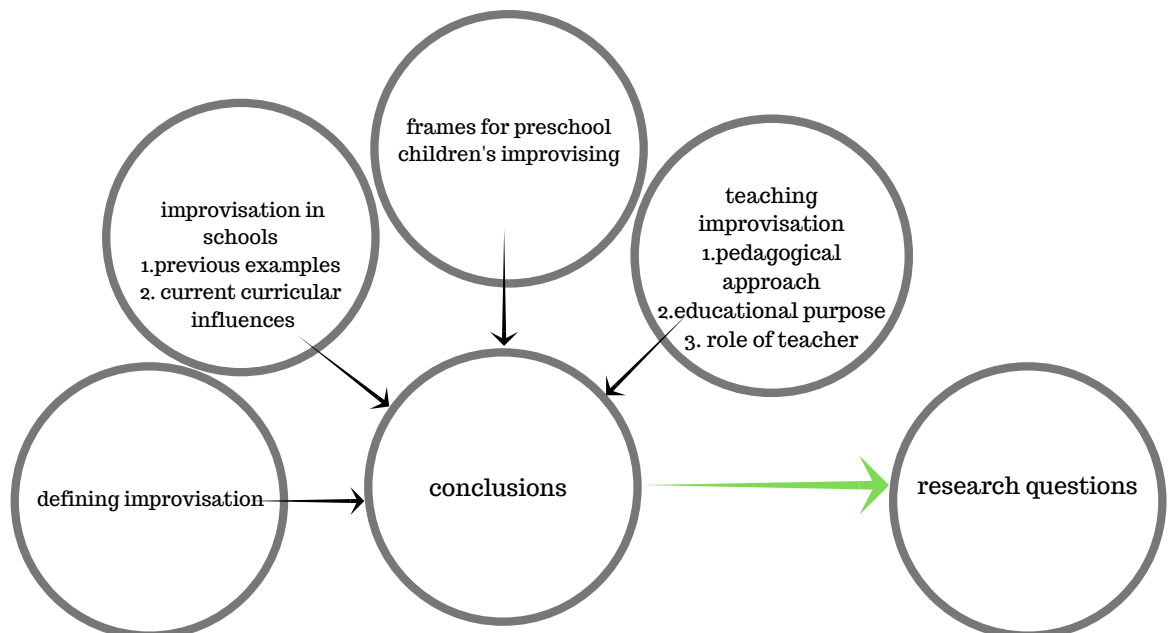 frames for preschool
children's improvising
improvisation in
schools
1.previous examples
2. current curricular
influences
teaching
improvisation
1.pedagogical
approach
2.educational purpose
3. role of teacher
defining improvisation
conclusions
research questions